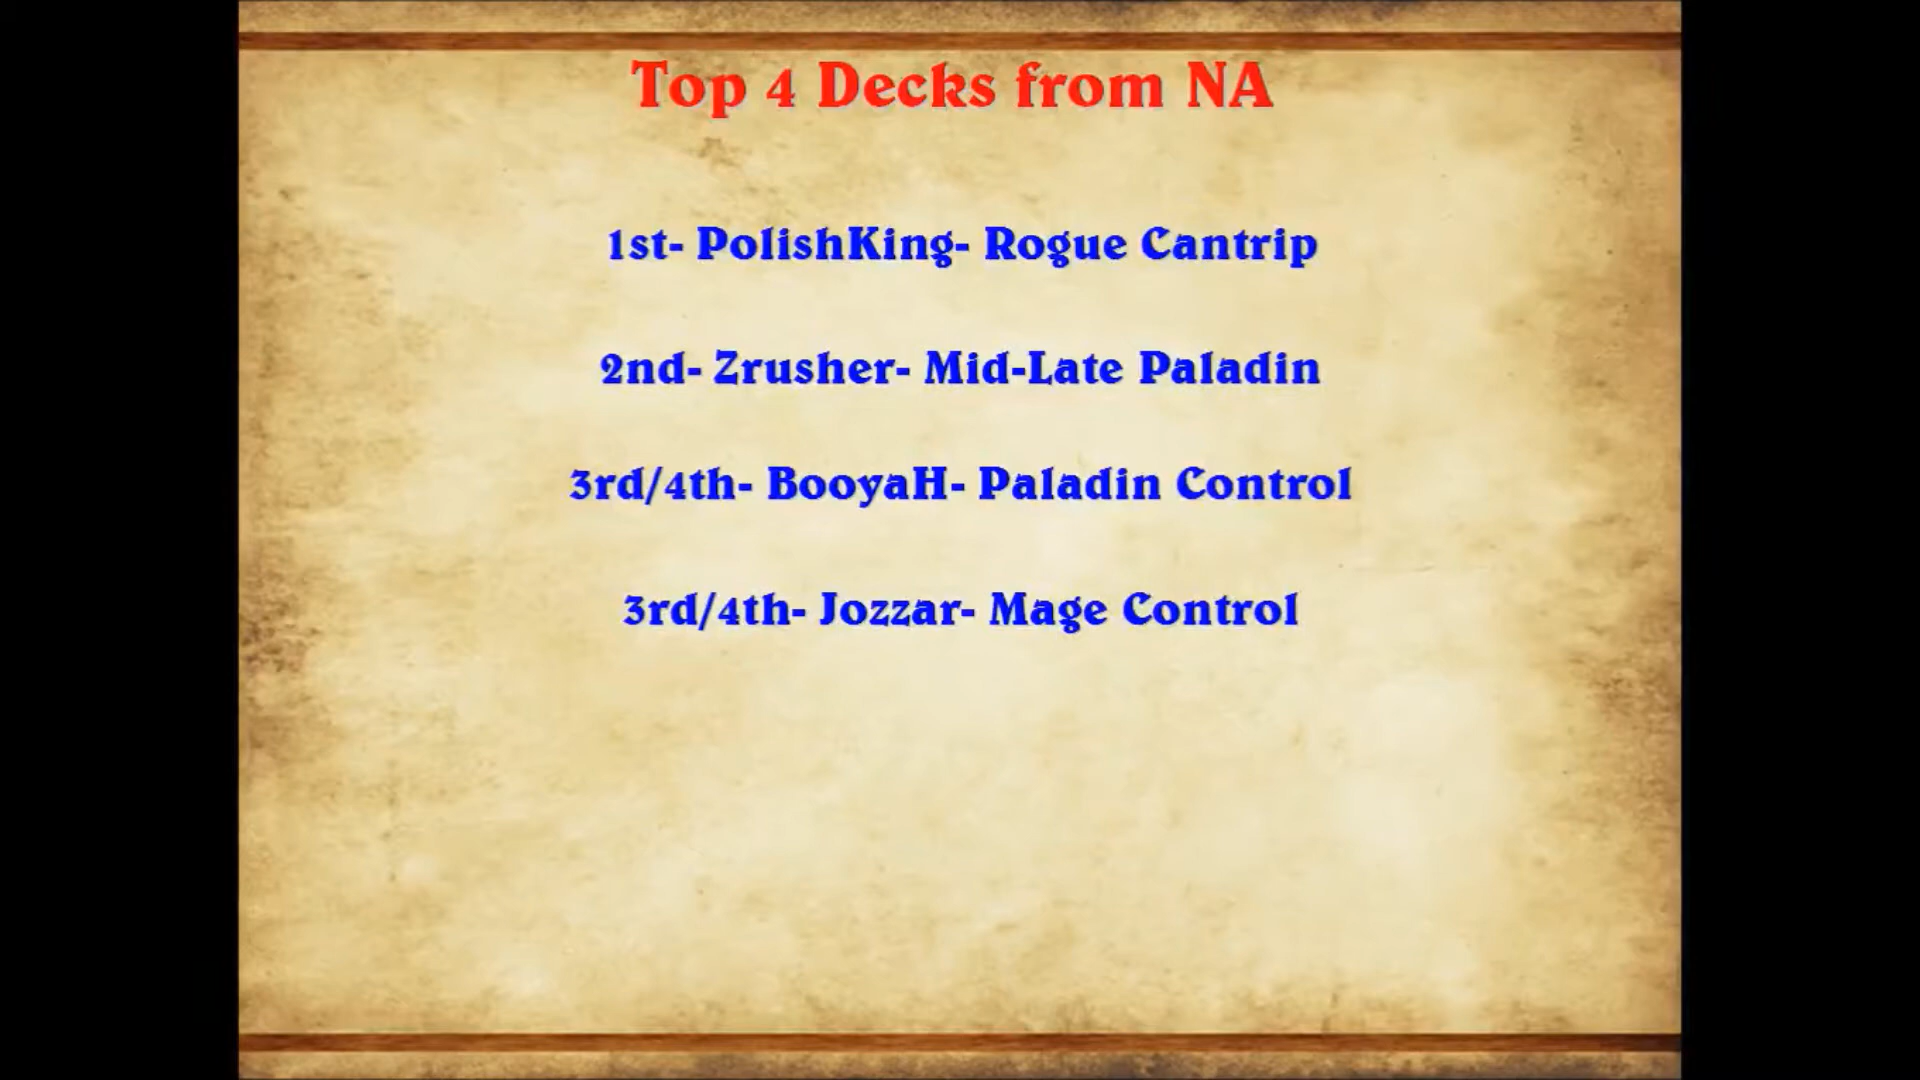 Top 4 Decks from NA
1st- PolishKing- Rogue Cantrip
2nd- Zrusher- Mid-Late Paladin
3rd/4th- BooyaH- Paladin Control
3rd/4th- Jozzar- Mage Control